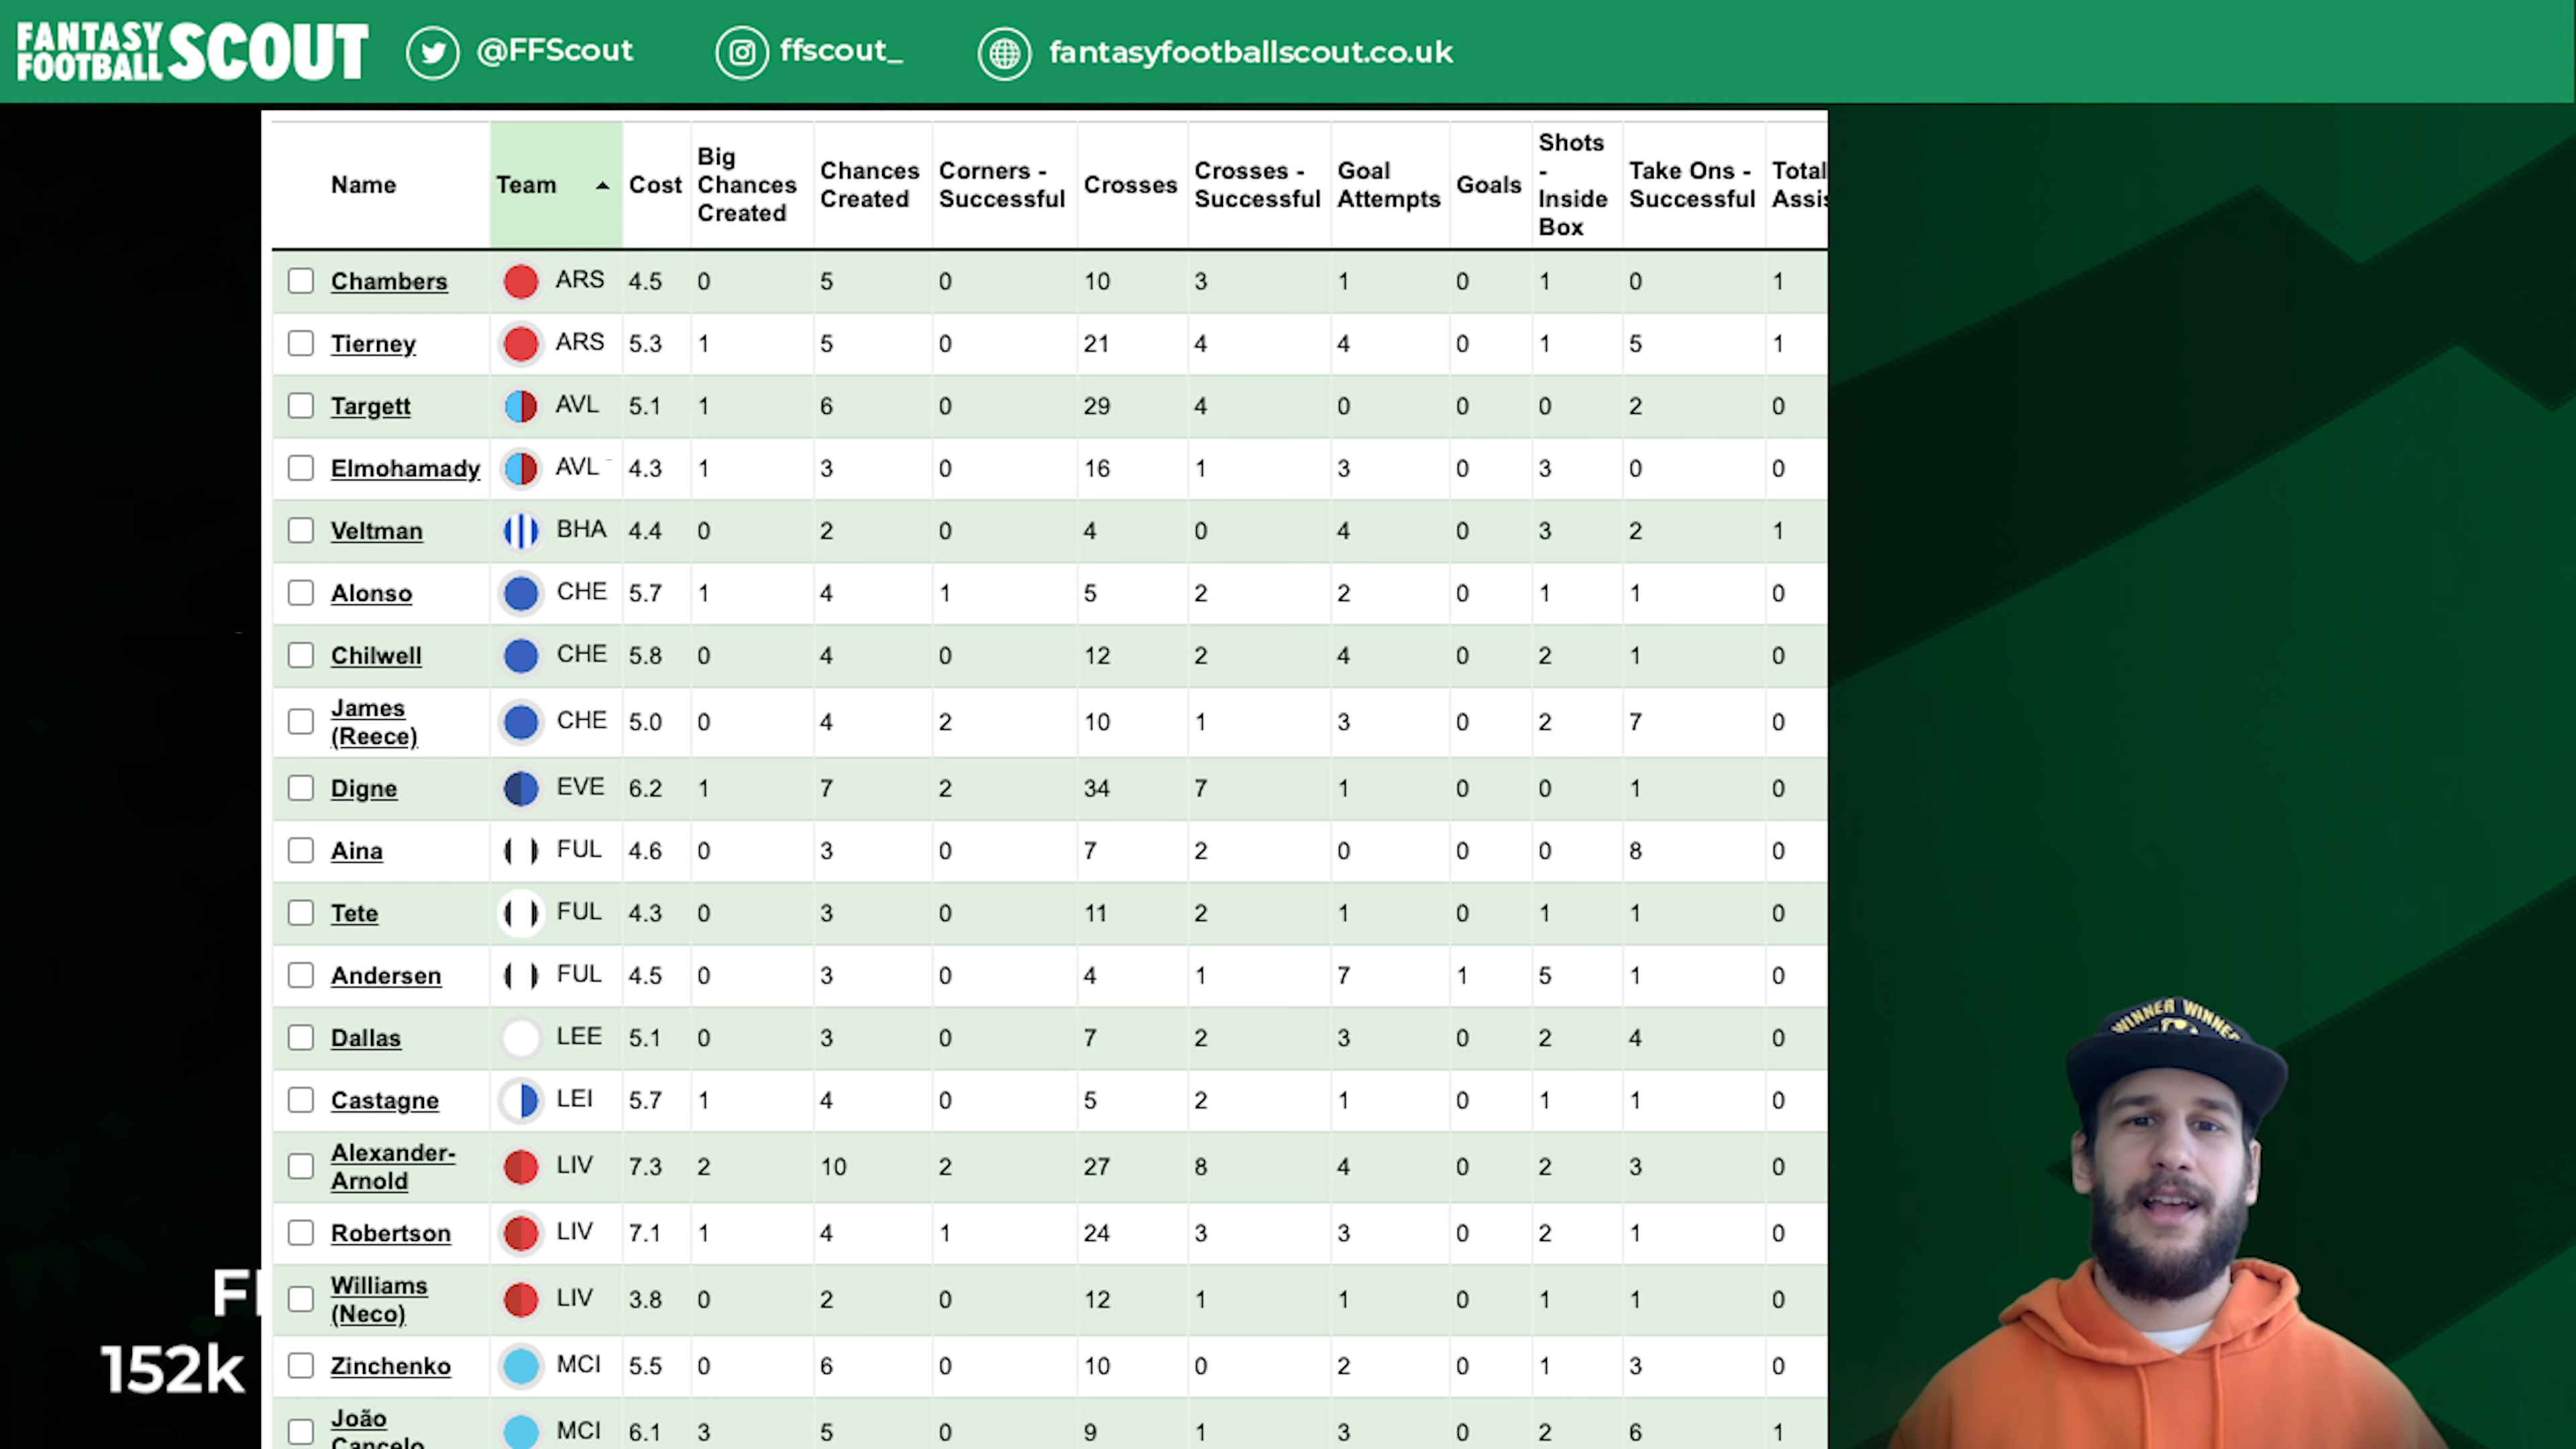 FANTASY
FOOTBALL SCOUT @FFScout ffscout_ fantasyfootballscout.co.uk
Name Team Cost Big Chances Created Chances Created Corners - Successful Crosses Crosses - Successful Goal Attempts Goals Shots - Inside Box Take Ons - Successful Total
Chambers ARS 4.5 0 5 0 10 3 1 0 1 0 1
Tierney ARS 5.3 1 5 0 21 4 4 0 1 5 1
Targett AVL 5.1 1 6 0 29 4 0 0 0 2 0
Elmohamady AVL 4.3 1 3 0 16 1 3 0 3 0 0
Veltman BHA 4.4 0 2 0 4 0 4 0 3 2 1
Alonso CHE 5.7 1 4 1 5 2 2 0 1 1 0
Chilwell CHE 5.8 0 4 0 12 2 4 0 2 1 0
James (Reece) CHE 5.0 0 4 2 10 1 3 0 2 7 0
Digne EVE 6.2 1 7 2 34 7 1 0 0 1 0
Aina FUL 4.6 0 3 0 7 2 0 0 0 8 0
Tete FUL 4.3 0 3 0 11 2 1 0 1 1 0
Andersen FUL 4.5 0 3 0 4 1 7 1 5 1 0
Dallas LEE 5.1 0 3 0 7 2 3 0 2 4 0
Castagne LEI 5.7 1 4 0 5 2 1 0 1 1 0
Alexander-Arnold LIV 7.3 2 10 2 27 8 4 0 2 3 0
Robertson LIV 7.1 1 4 1 24 3 3 0 2 1 0
Williams (Neco) LIV 3.8 0 2 0 12 1 1 0 1 1 0
Zinchenko MCI 5.5 0 6 0 10 0 2 0 1 3 0
João Cancelo MCI 6.1 3 5 0 9 1 3 0 2 6 1
152k
WINNER WINNER